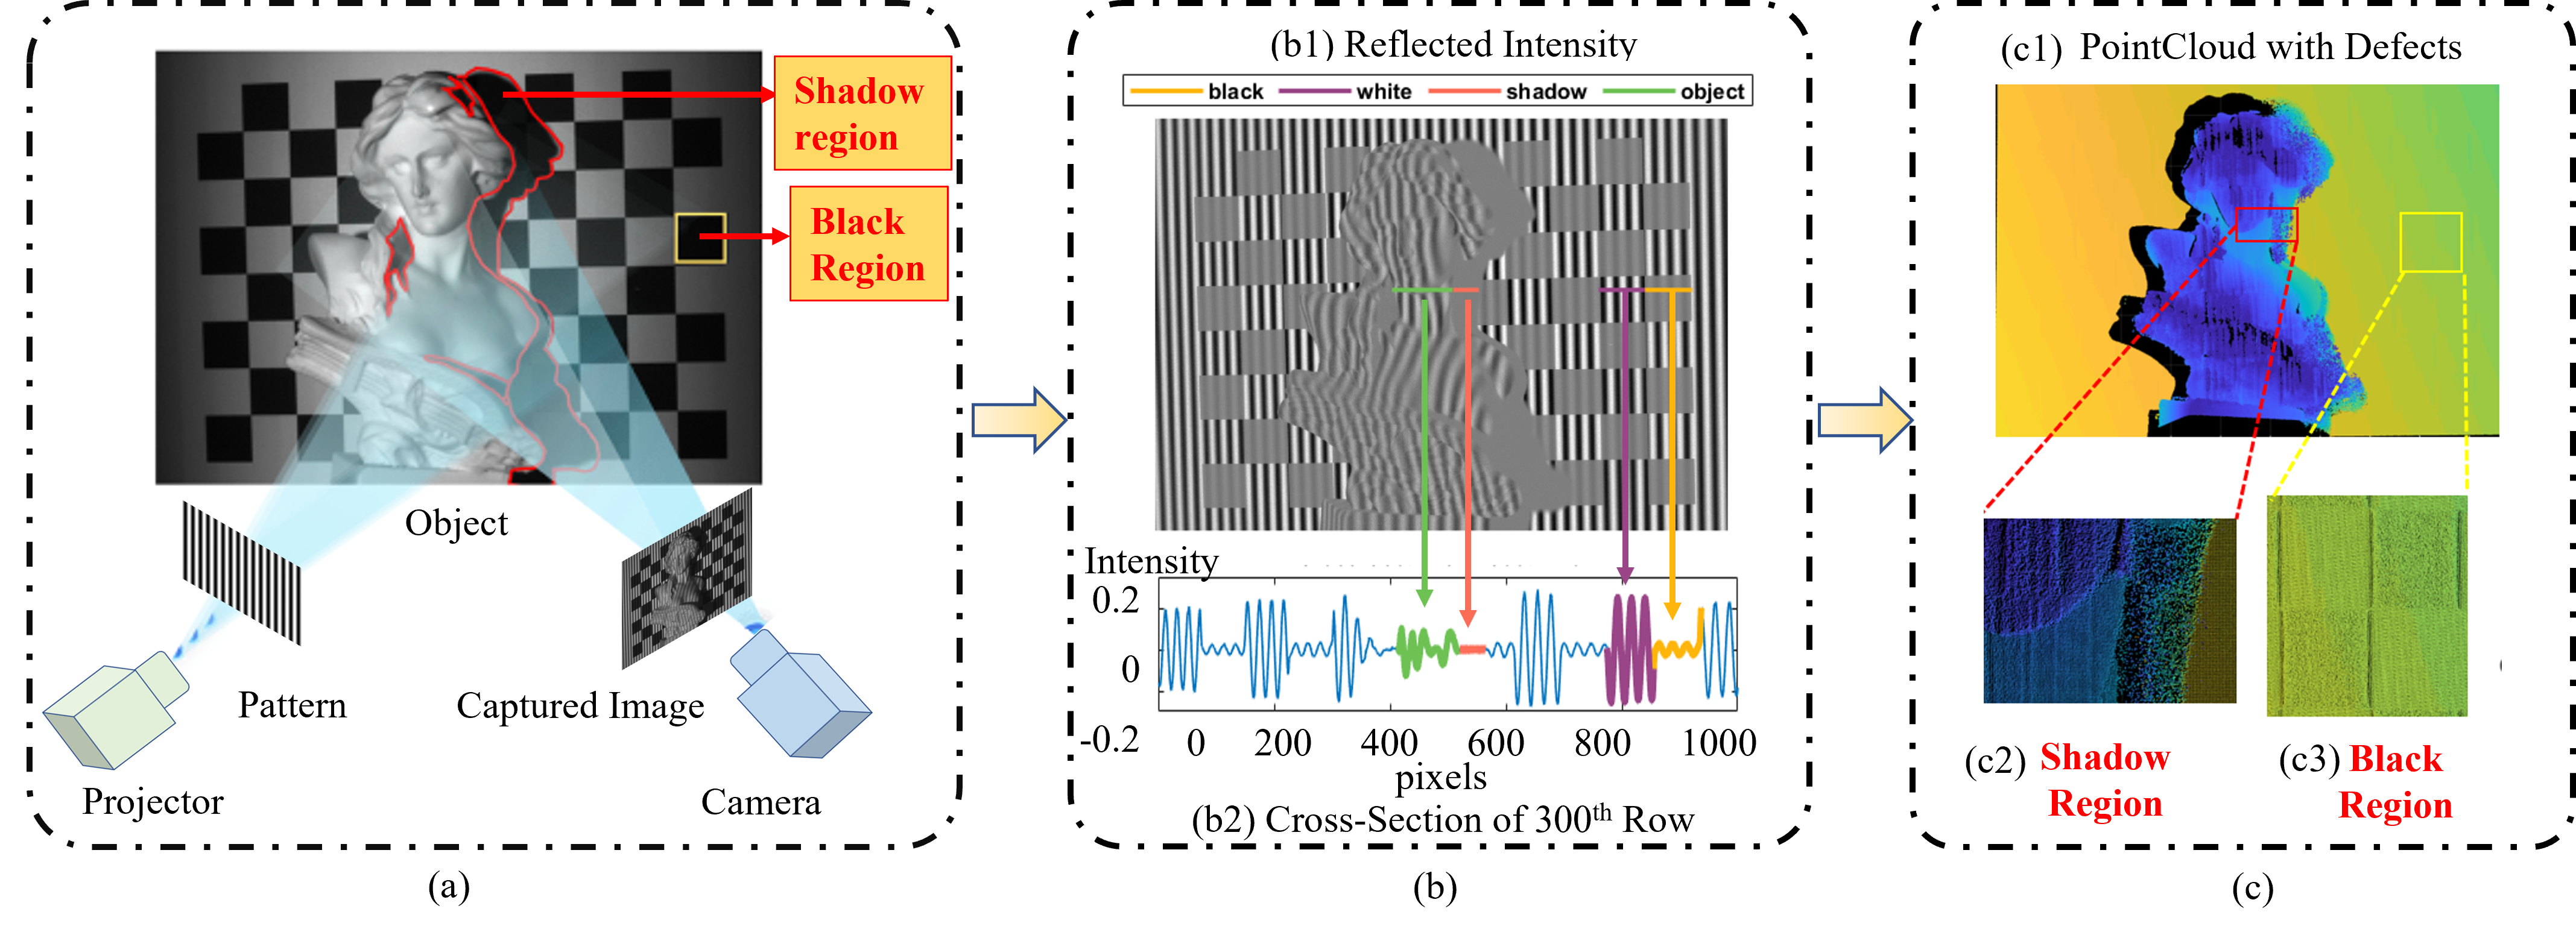 Shadow
region
Black
Region
Object
Pattern
Captured Image
Projector
Camera
(a)
(b1) Reflected Intensity
black white shadow object
Intensity
0.2
0
-0.2
0 200 400 600 800 1000
pixels
(b2) Cross-Section of 300th Row
(b)
(c1) PointCloud with Defects
(c2) Shadow
Region
(c3) Black
Region
(c)